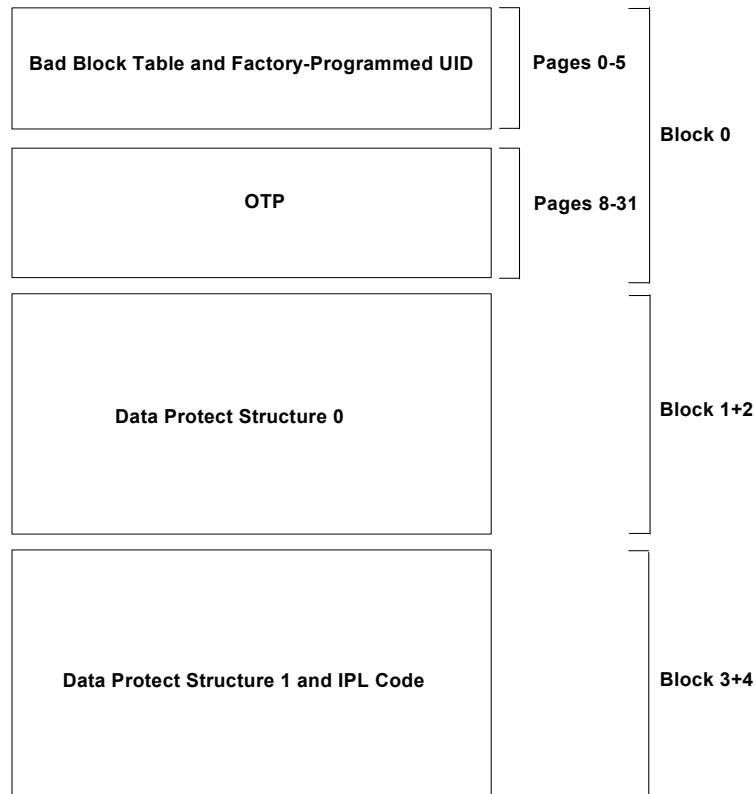 Bad Block Table and Factory-Programmed UID
Pages 0-5
Block 0
OTP
Pages 8-31
Data Protect Structure 0
Block 1+2
Data Protect Structure 1 and IPL Code
Block 3+4